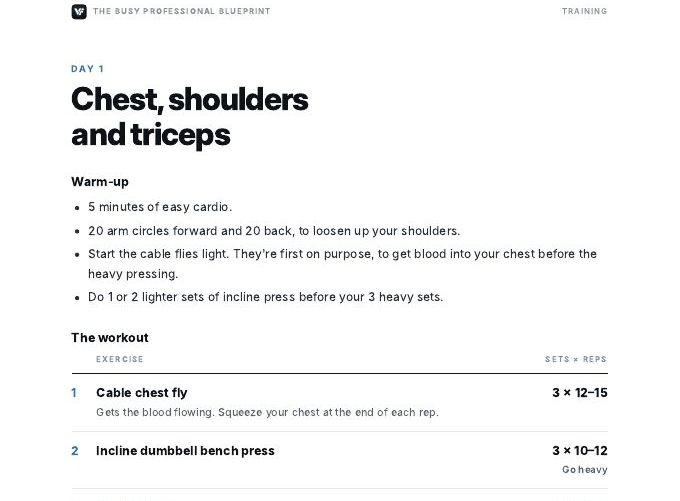 VF THE BUSY PROFESSIONAL BLUEPRINT TRAINING
DAY 1
Chest, shoulders
and triceps
Warm-up
• 5 minutes of easy cardio.
• 20 arm circles forward and 20 back, to loosen up your shoulders.
• Start the cable flies light. They're first on purpose, to get blood into your chest before the
heavy pressing.
• Do 1 or 2 lighter sets of incline press before your 3 heavy sets.
The workout
EXERCISE SETS × REPS
1 Cable chest fly 3 × 12–15
Gets the blood flowing. Squeeze your chest at the end of each rep.
2 Incline dumbbell bench press 3 × 10–12
Go heavy